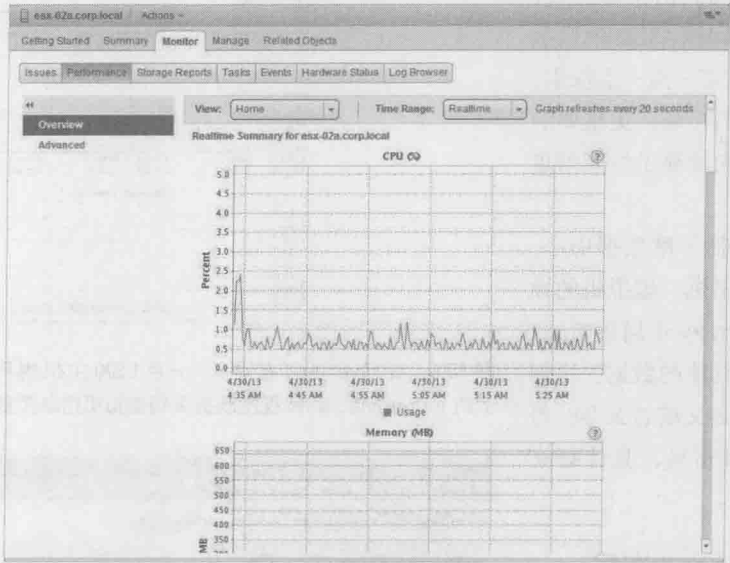 esx-02a.corp.local Actions
Getting Started Summary Monitor Manage Related Objects
Issues Performance Storage Reports Tasks Events Hardware Status Log Browser
Overview
Advanced
View: Home Time Range: Realtime Graph refreshes every 20 seconds
Realtime Summary for esx-02a.corp.local
CPU (%)
Percent
5.0
4.5
4.0
3.5
3.0
2.5
2.0
1.5
1.0
0.5
0.0
4/30/13 4/30/13 4/30/13 4/30/13 4/30/13 4/30/13
4:35 AM 4:45 AM 4:55 AM 5:05 AM 5:15 AM 5:25 AM
Usage
Memory (MB)
MB
650
600
550
500
450
400
350
300